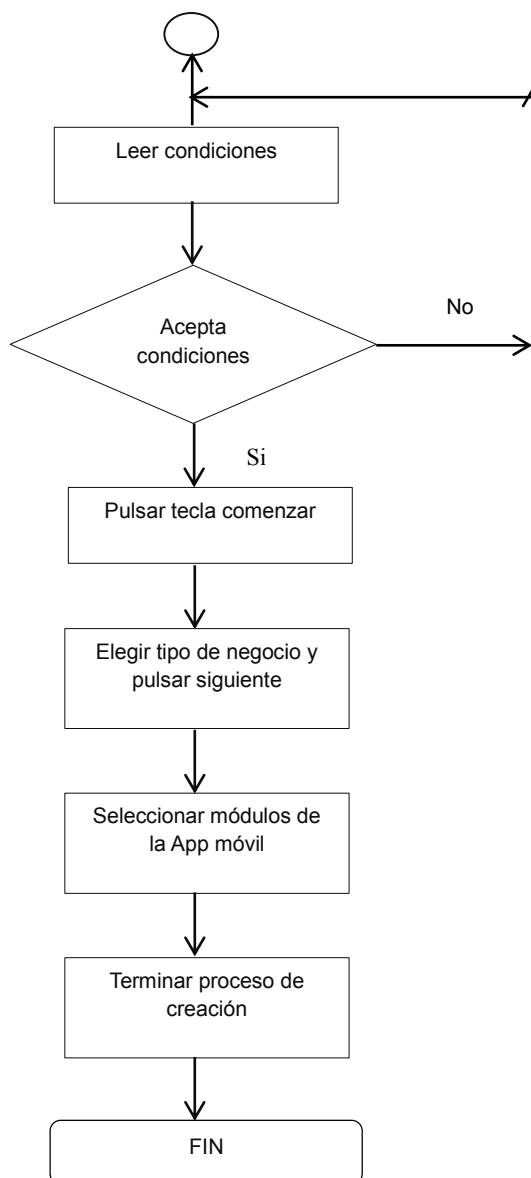 Leer condiciones
Acepta
condiciones
No
Si
Pulsar tecla comenzar
Elegir tipo de negocio y
pulsar siguiente
Seleccionar módulos de
la App móvil
Terminar proceso de
creación
FIN